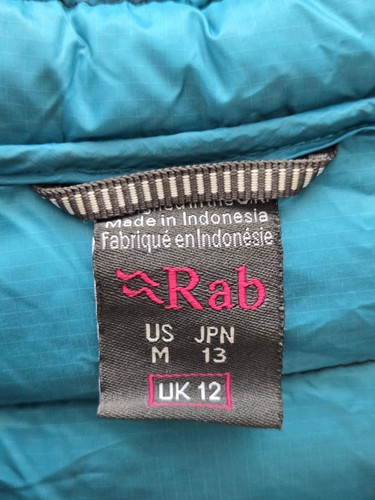 Made in Indonesia
Fabriqué en Indonésie
Rab
US JPN
M 13
UK 12